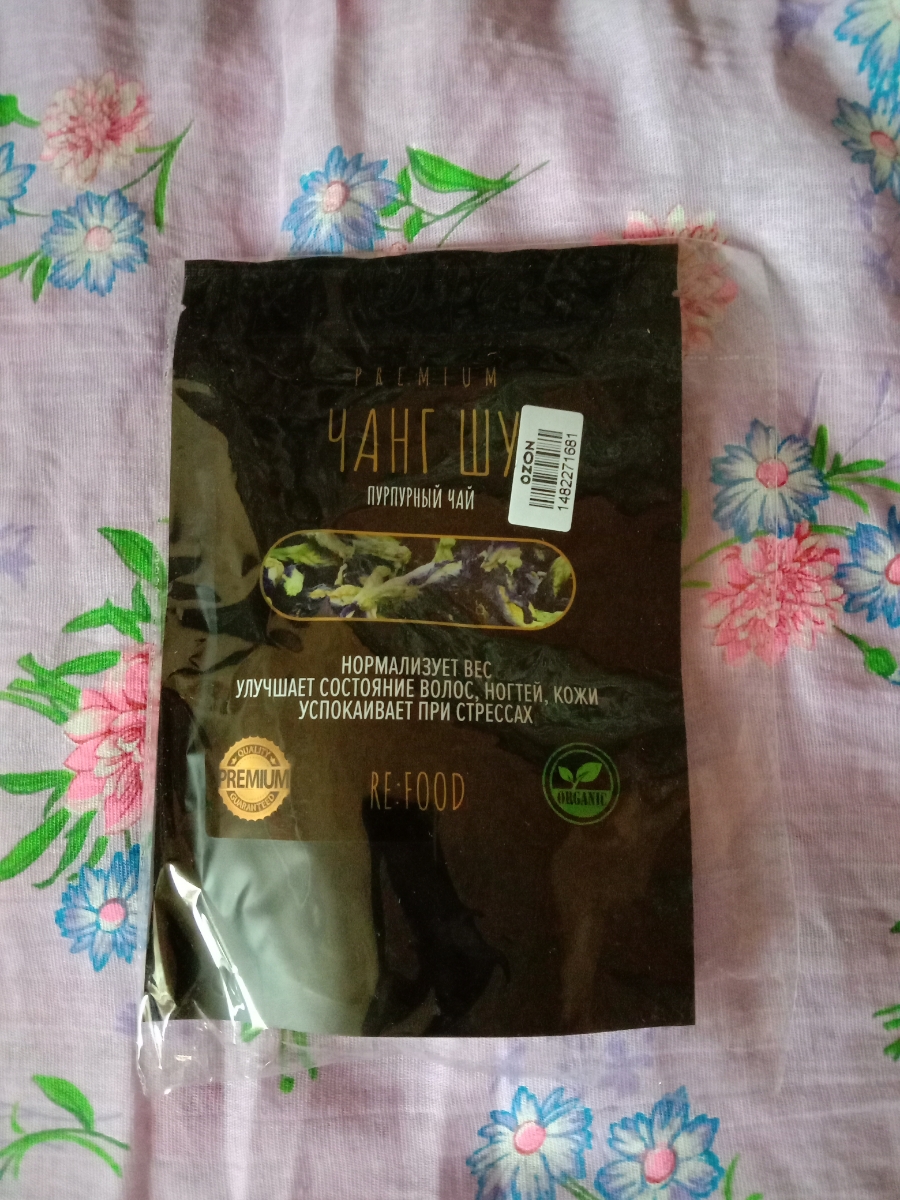 PREMIUM
ЧАНГ ШУ
OZON
1482271681
ПУРПУРНЫЙ ЧАЙ
НОРМАЛИЗУЕТ ВЕС
УЛУЧШАЕТ СОСТОЯНИЕ ВОЛОС, НОГТЕЙ, КОЖИ
УСПОКАИВАЕТ ПРИ СТРЕССАХ
QUALITY
PREMIUM
GUARANTEED
RE:FOOD
ORGANIC